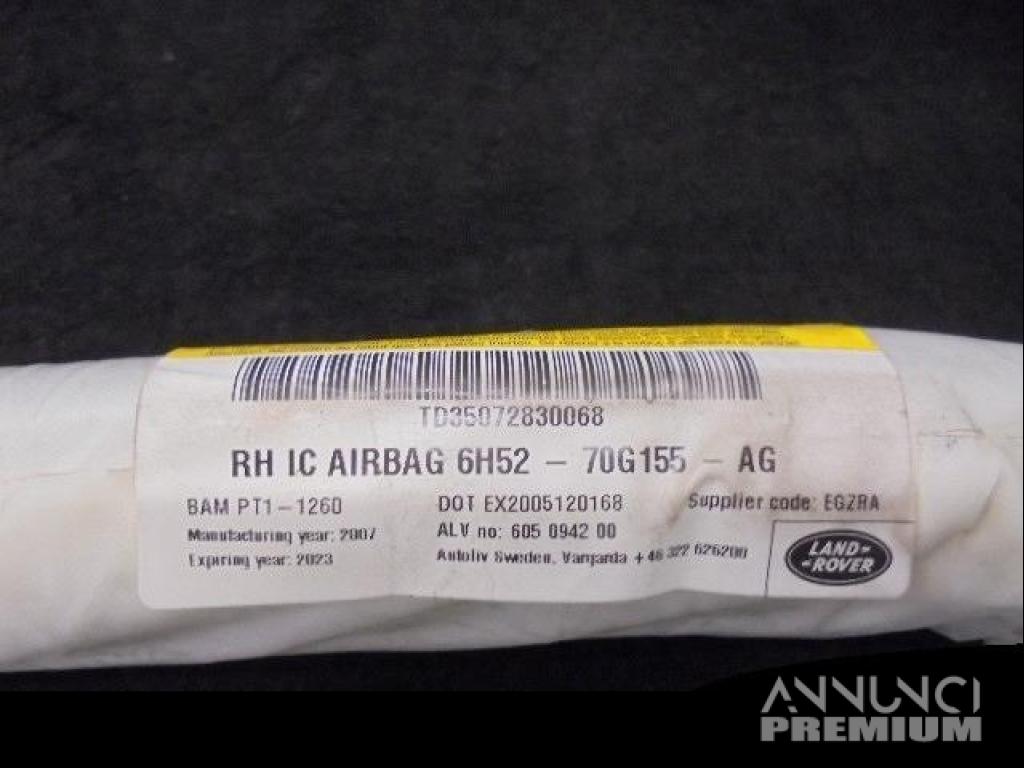 TD35072830068
RH IC AIRBAG 6H52 - 70G155 - AG
BAM PT1-1260
DOT EX2005120168
Supplier code: EGZRA
Manufacturing year: 2007
ALV no: 605 0942 00
Expiring year: 2023
Autoliv Sweden, Vargarda +46 322 626200
LAND-
-ROVER
ANNUNCI
PREMIUM